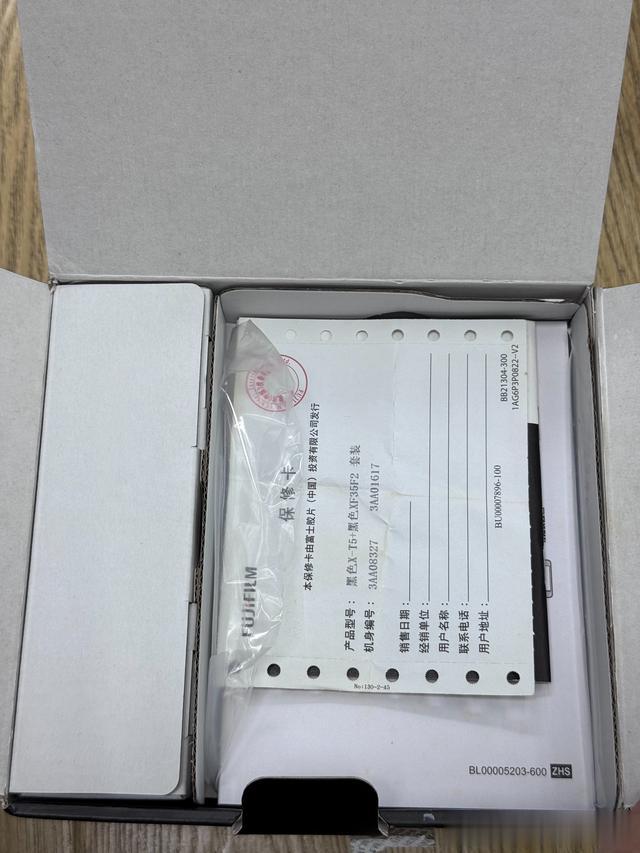 FUJIFILM
保修卡
本保修卡由富士胶片（中国）投资有限公司发行
产品型号：黑色X-T5+黑色XF35F2 套装
机身编号：3AA08327 3AA01617
销售日期：
经销单位：
用户名称：
联系电话：
用户地址：
BU00007896-100
BB21304-300
1AG6P3P0822--V2
No:130-2-45
BL00005203-600 ZHS